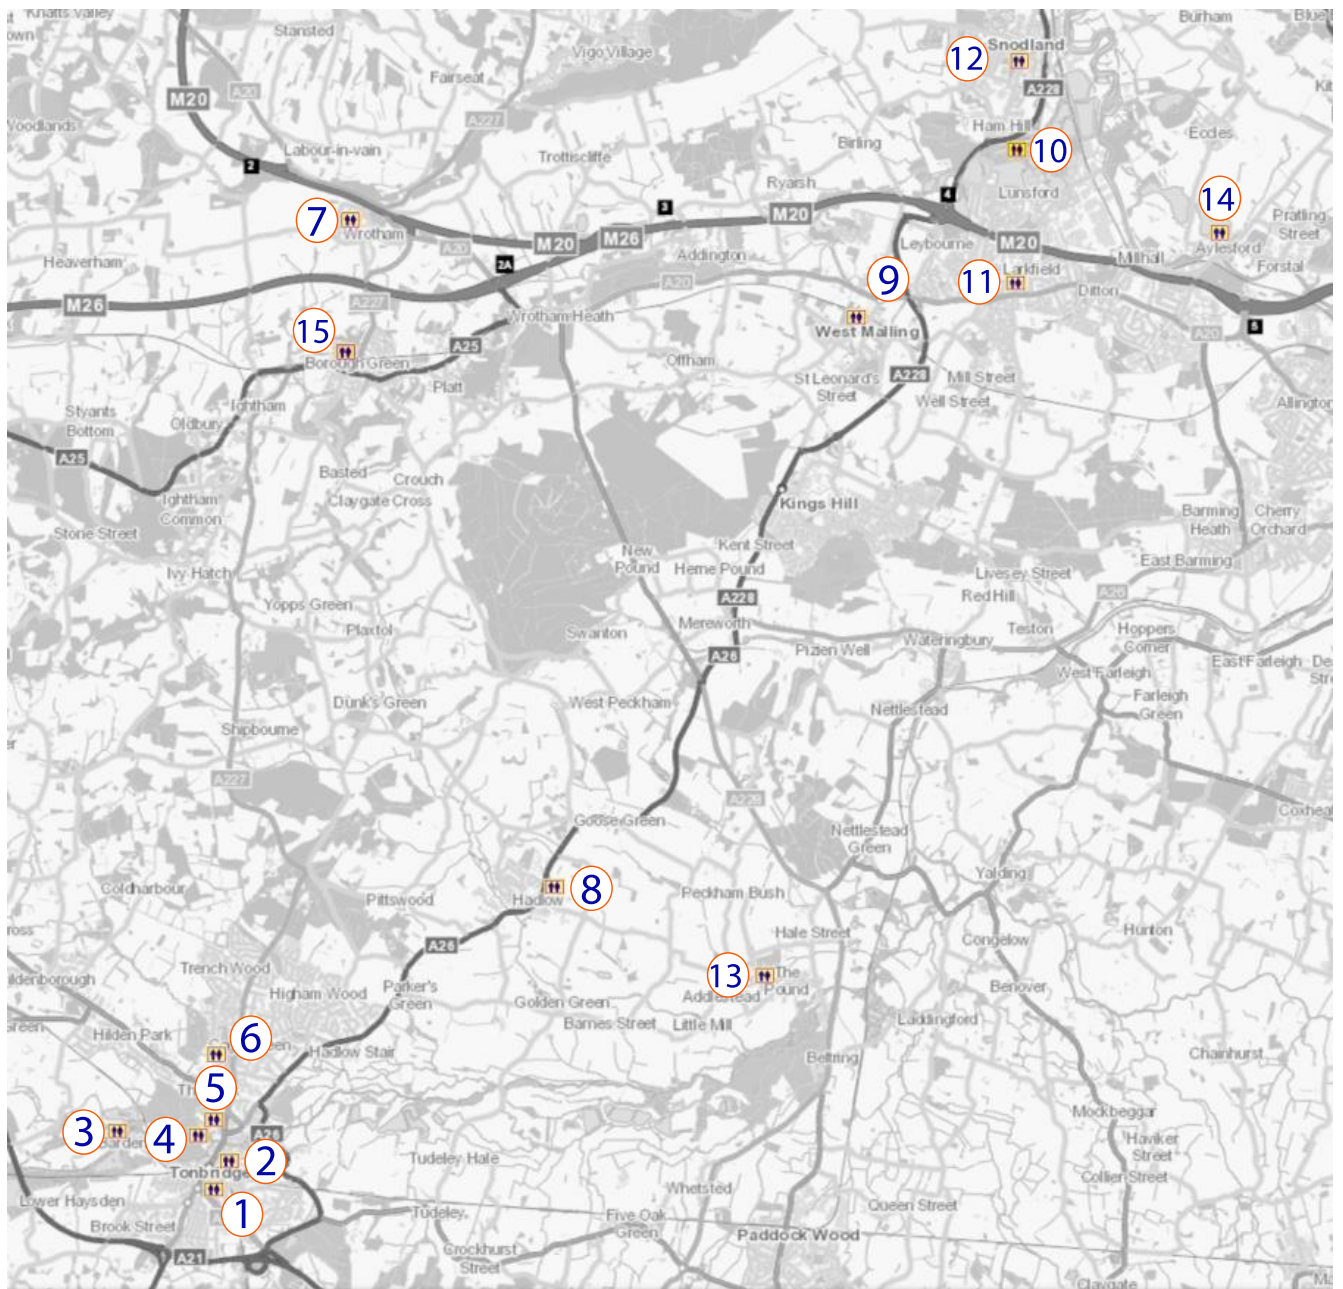 Knatts Valley
Stansted
Vigo Village
12
Snodland
Burham
Fairseat
M20
A20
A228
A227
Woodlands
Labour-in-vain
Trottiscliffe
Birling
Ham Hill
10
Eccles
2
3
Ryarsh
4
Lunsford
14
7
Wrotham
A20
M20
M26
M20
Leybourne
M20
Aylesford
Pratling
Street
Heaverham
2A
Addington
9
11
Larkfield
Millhall
Forstal
M26
A227
A20
Ditton
15
Wrotham Heath
West Malling
5
A20
Borough Green
A25
Offham
A228
Platt
St Leonard's
Street
Mill Street
Well Street
Ightham
Styants
Bottom
Oldbury
Allington
A25
Basted
Crouch
Claygate Cross
Ightham
Common
Kings Hill
Barming
Heath
Cherry
Orchard
Stone Street
New
Pound
Kent Street
East Barming
Ivy Hatch
Herne Pound
Livesey Street
Red Hill
A26
A228
Yopps Green
Plaxtol
Swanton
Mereworth
Teston
Hoppers
Corner
A26
Pizien Well
Wateringbury
East Farleigh
West Farleigh
Dunk's Green
West Peckham
Nettlestead
Farleigh
Green
Shipbourne
A227
A228
Goose Green
Nettlestead
Green
Coldharbour
Pittswood
Hadlow
8
Peckham Bush
Yalding
A26
Hale Street
Congelow
Hunton
Trench Wood
Higham Wood
Parker's
Green
13
The
Pound
Golden Green
Benover
Hilden Park
6
Barnes Street
Little Mill
Laddingford
Hadlow Stair
Beltring
Chainhurst
5
3
4
A26
Mockbeggar
Haviker
Street
2
Tonbridge
Tudeley Hale
Collier Street
Lower Haysden
1
Whetsted
Queen Street
Brook Street
Tudeley
Five Oak
Green
Paddock Wood
A21
Crockhurst
Street
Claygate